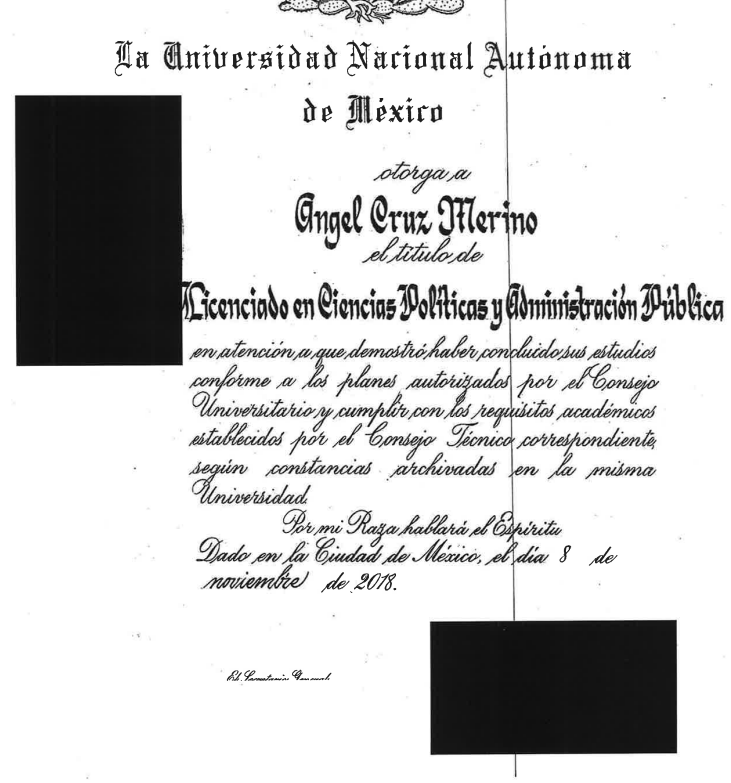 La Universidad Nacional Autónoma
de México
otorga a
Angel Cruz Merino
el título de
Licenciado en Ciencias Políticas y Administración Pública
en atención a que demostró haber concluido sus estudios
conforme a los planes autorizados por el Consejo
Universitario y cumplir con los requisitos académicos
establecidos por el Consejo Técnico correspondiente,
según constancias archivadas en la misma
Universidad.
Por mi Raza hablará el Espíritu
Dado en la Ciudad de México, el día 8 de
noviembre de 2018.
El Secretario General